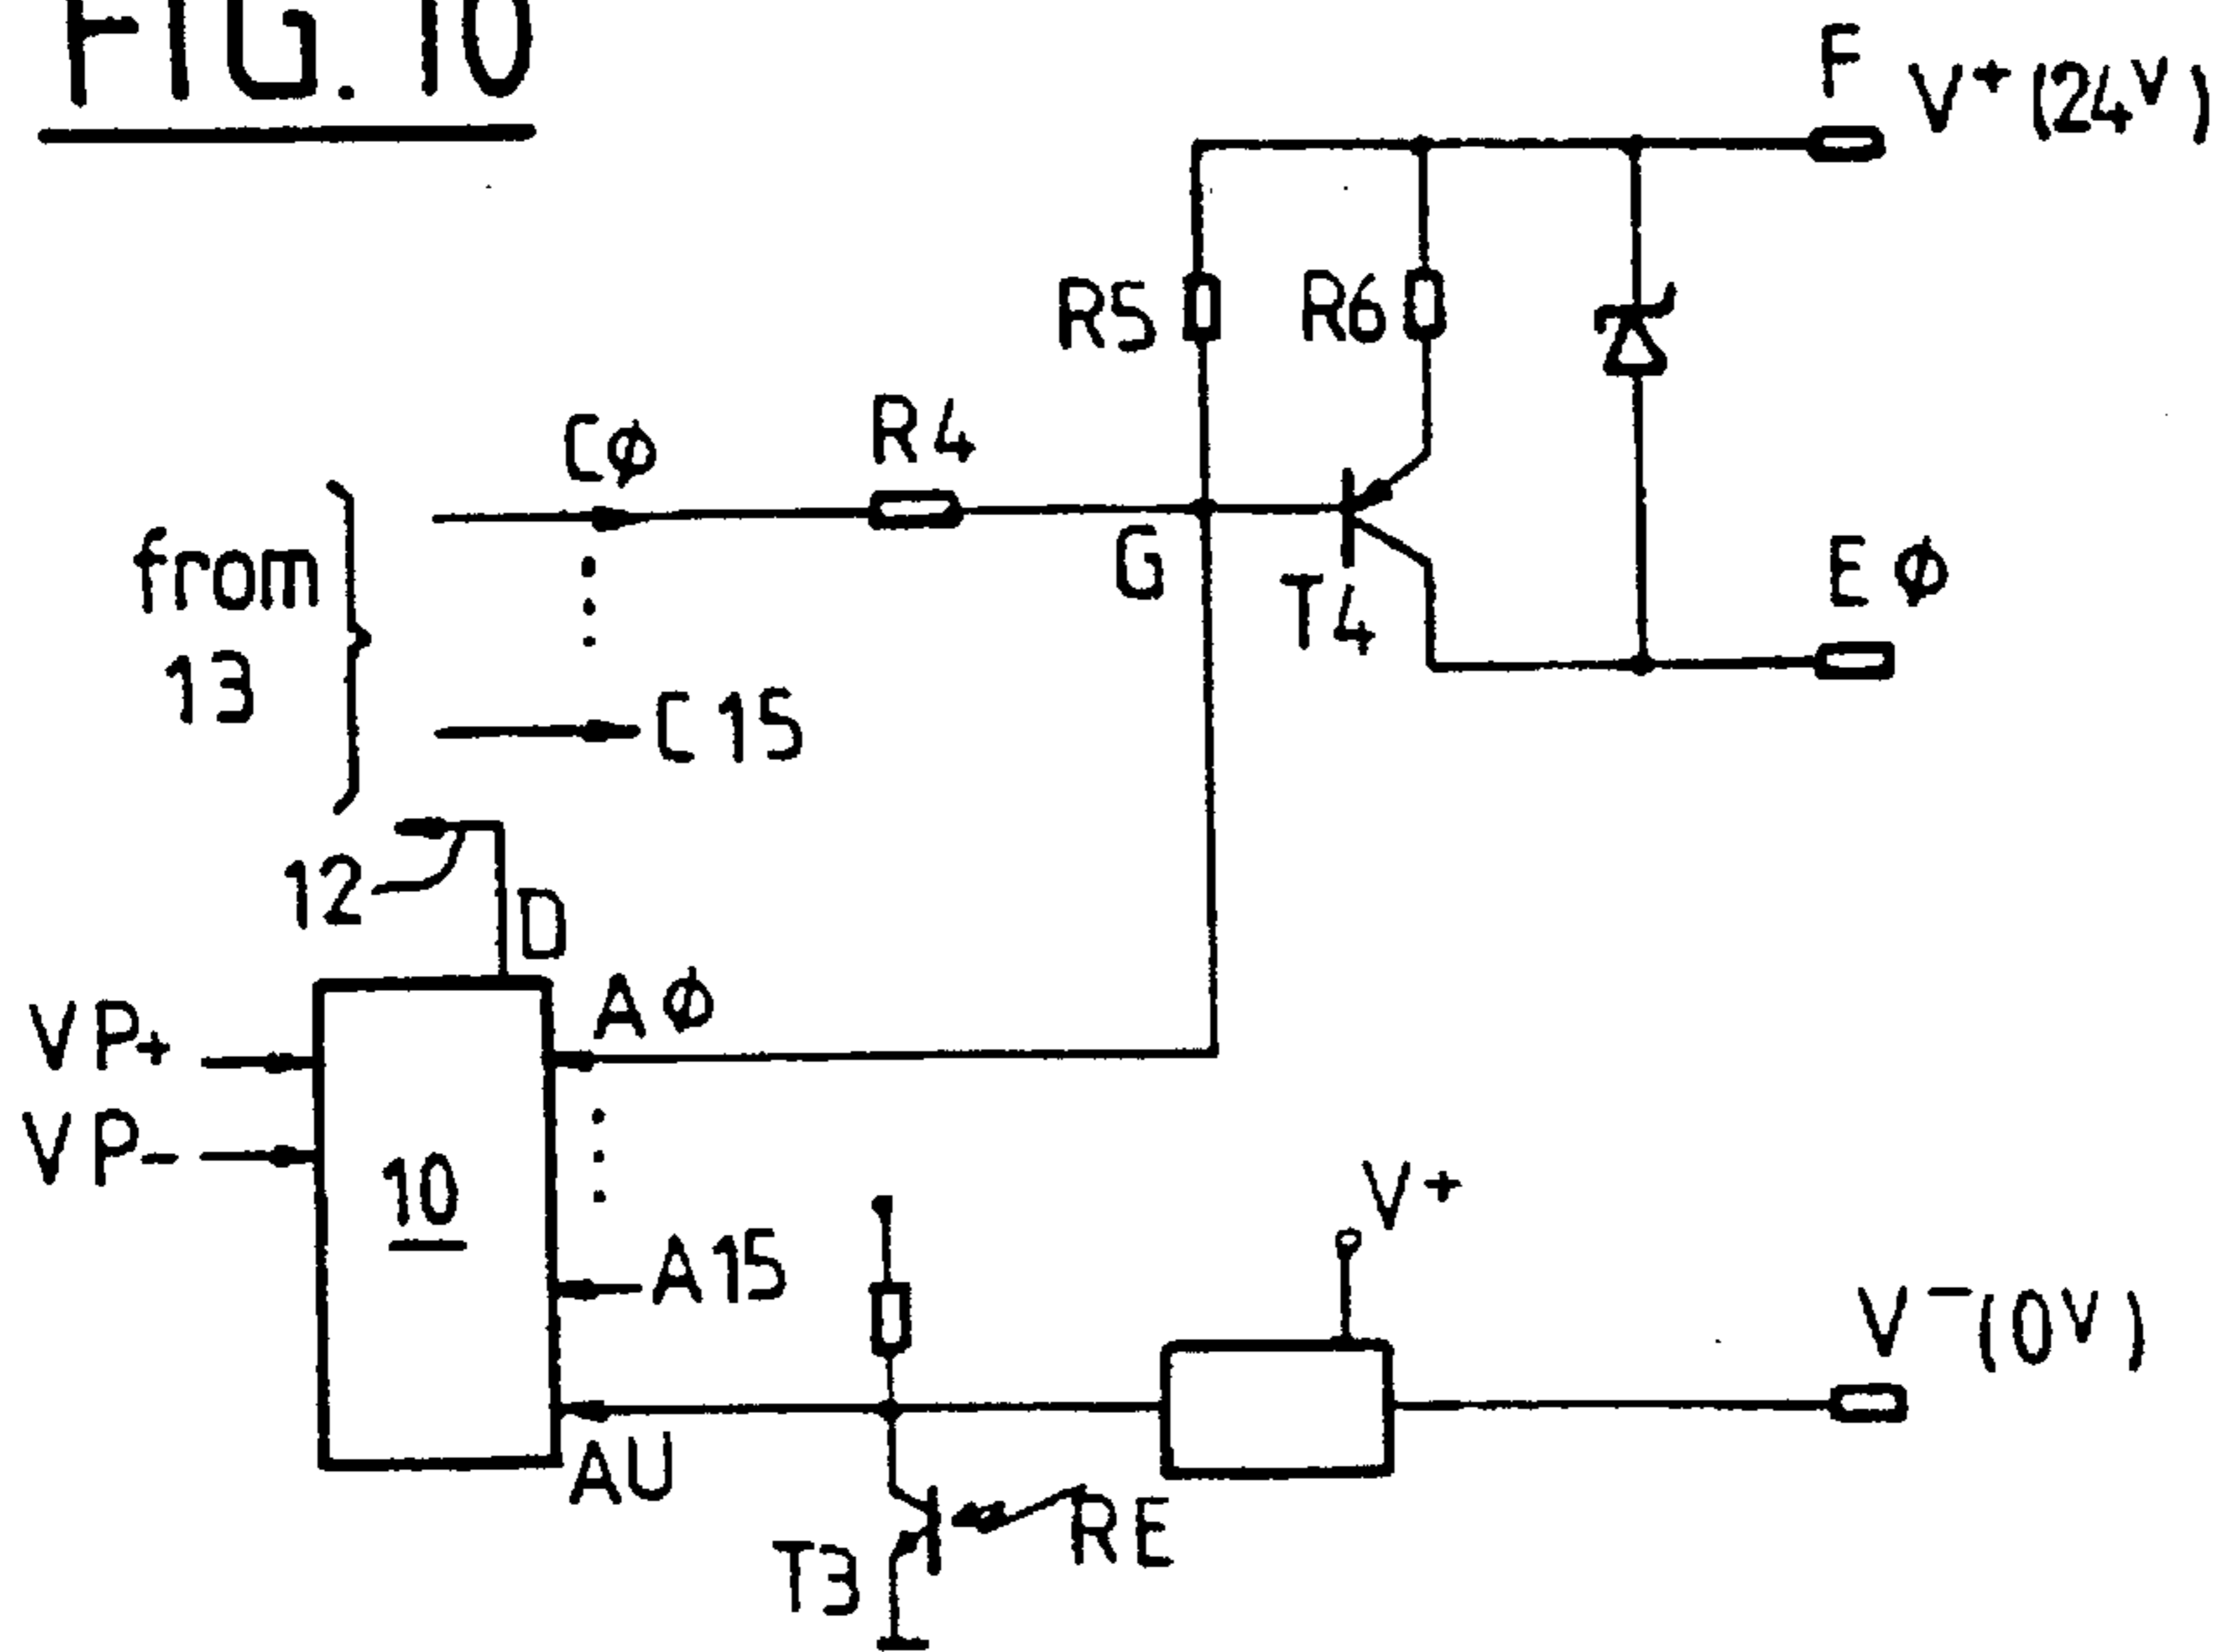 FIG. 10
F V+ (24V)
R5
R6
Cφ
R4
from
13
G
T4
Eφ
C15
12
D
Aφ
VP+
VP-
10
A15
V+
V-(0V)
AU
T3
RE